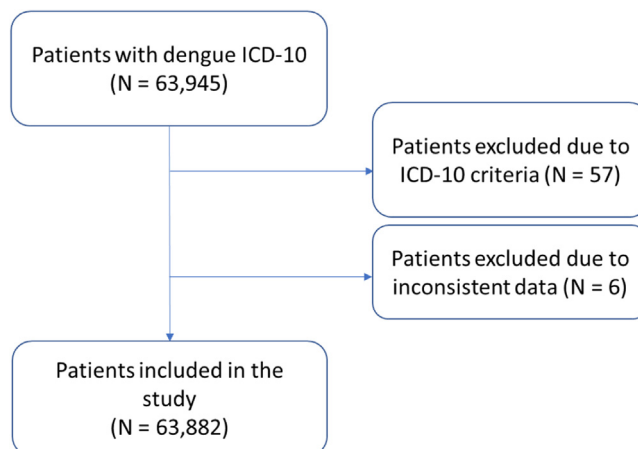 Patients with dengue ICD-10
(N = 63,945)
Patients excluded due to
ICD-10 criteria (N = 57)
Patients excluded due to
inconsistent data (N = 6)
Patients included in the
study
(N = 63,882)